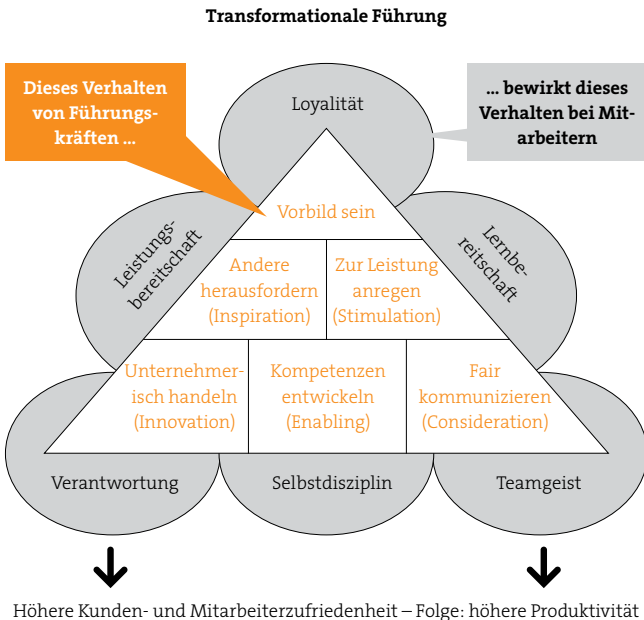 Transformationale Führung
Dieses Verhalten
von Führungs-
kräften ...
... bewirkt dieses
Verhalten bei Mit-
arbeitern
Loyalität
Leistungs-
bereitschaft
Lernbe-
reitschaft
Vorbild sein
Andere
herausfordern
(Inspiration)
Zur Leistung
anregen
(Stimulation)
Unternehmer-
isch handeln
(Innovation)
Kompetenzen
entwickeln
(Enabling)
Fair
kommunizieren
(Consideration)
Verantwortung
Selbstdisziplin
Teamgeist
Höhere Kunden- und Mitarbeiterzufriedenheit – Folge: höhere Produktivität